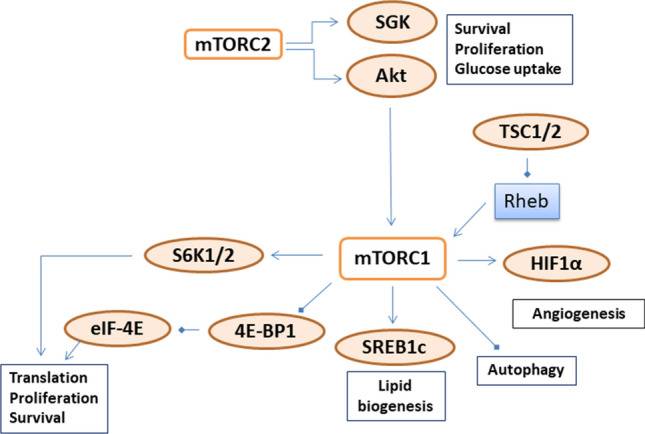 SGK
mTORC2
Akt
Survival
Proliferation
Glucose uptake
TSC1/2
Rheb
S6K1/2
mTORC1
HIF1α
eIF-4E
4E-BP1
SREB1c
Angiogenesis
Autophagy
Translation
Proliferation
Survival
Lipid
biogenesis